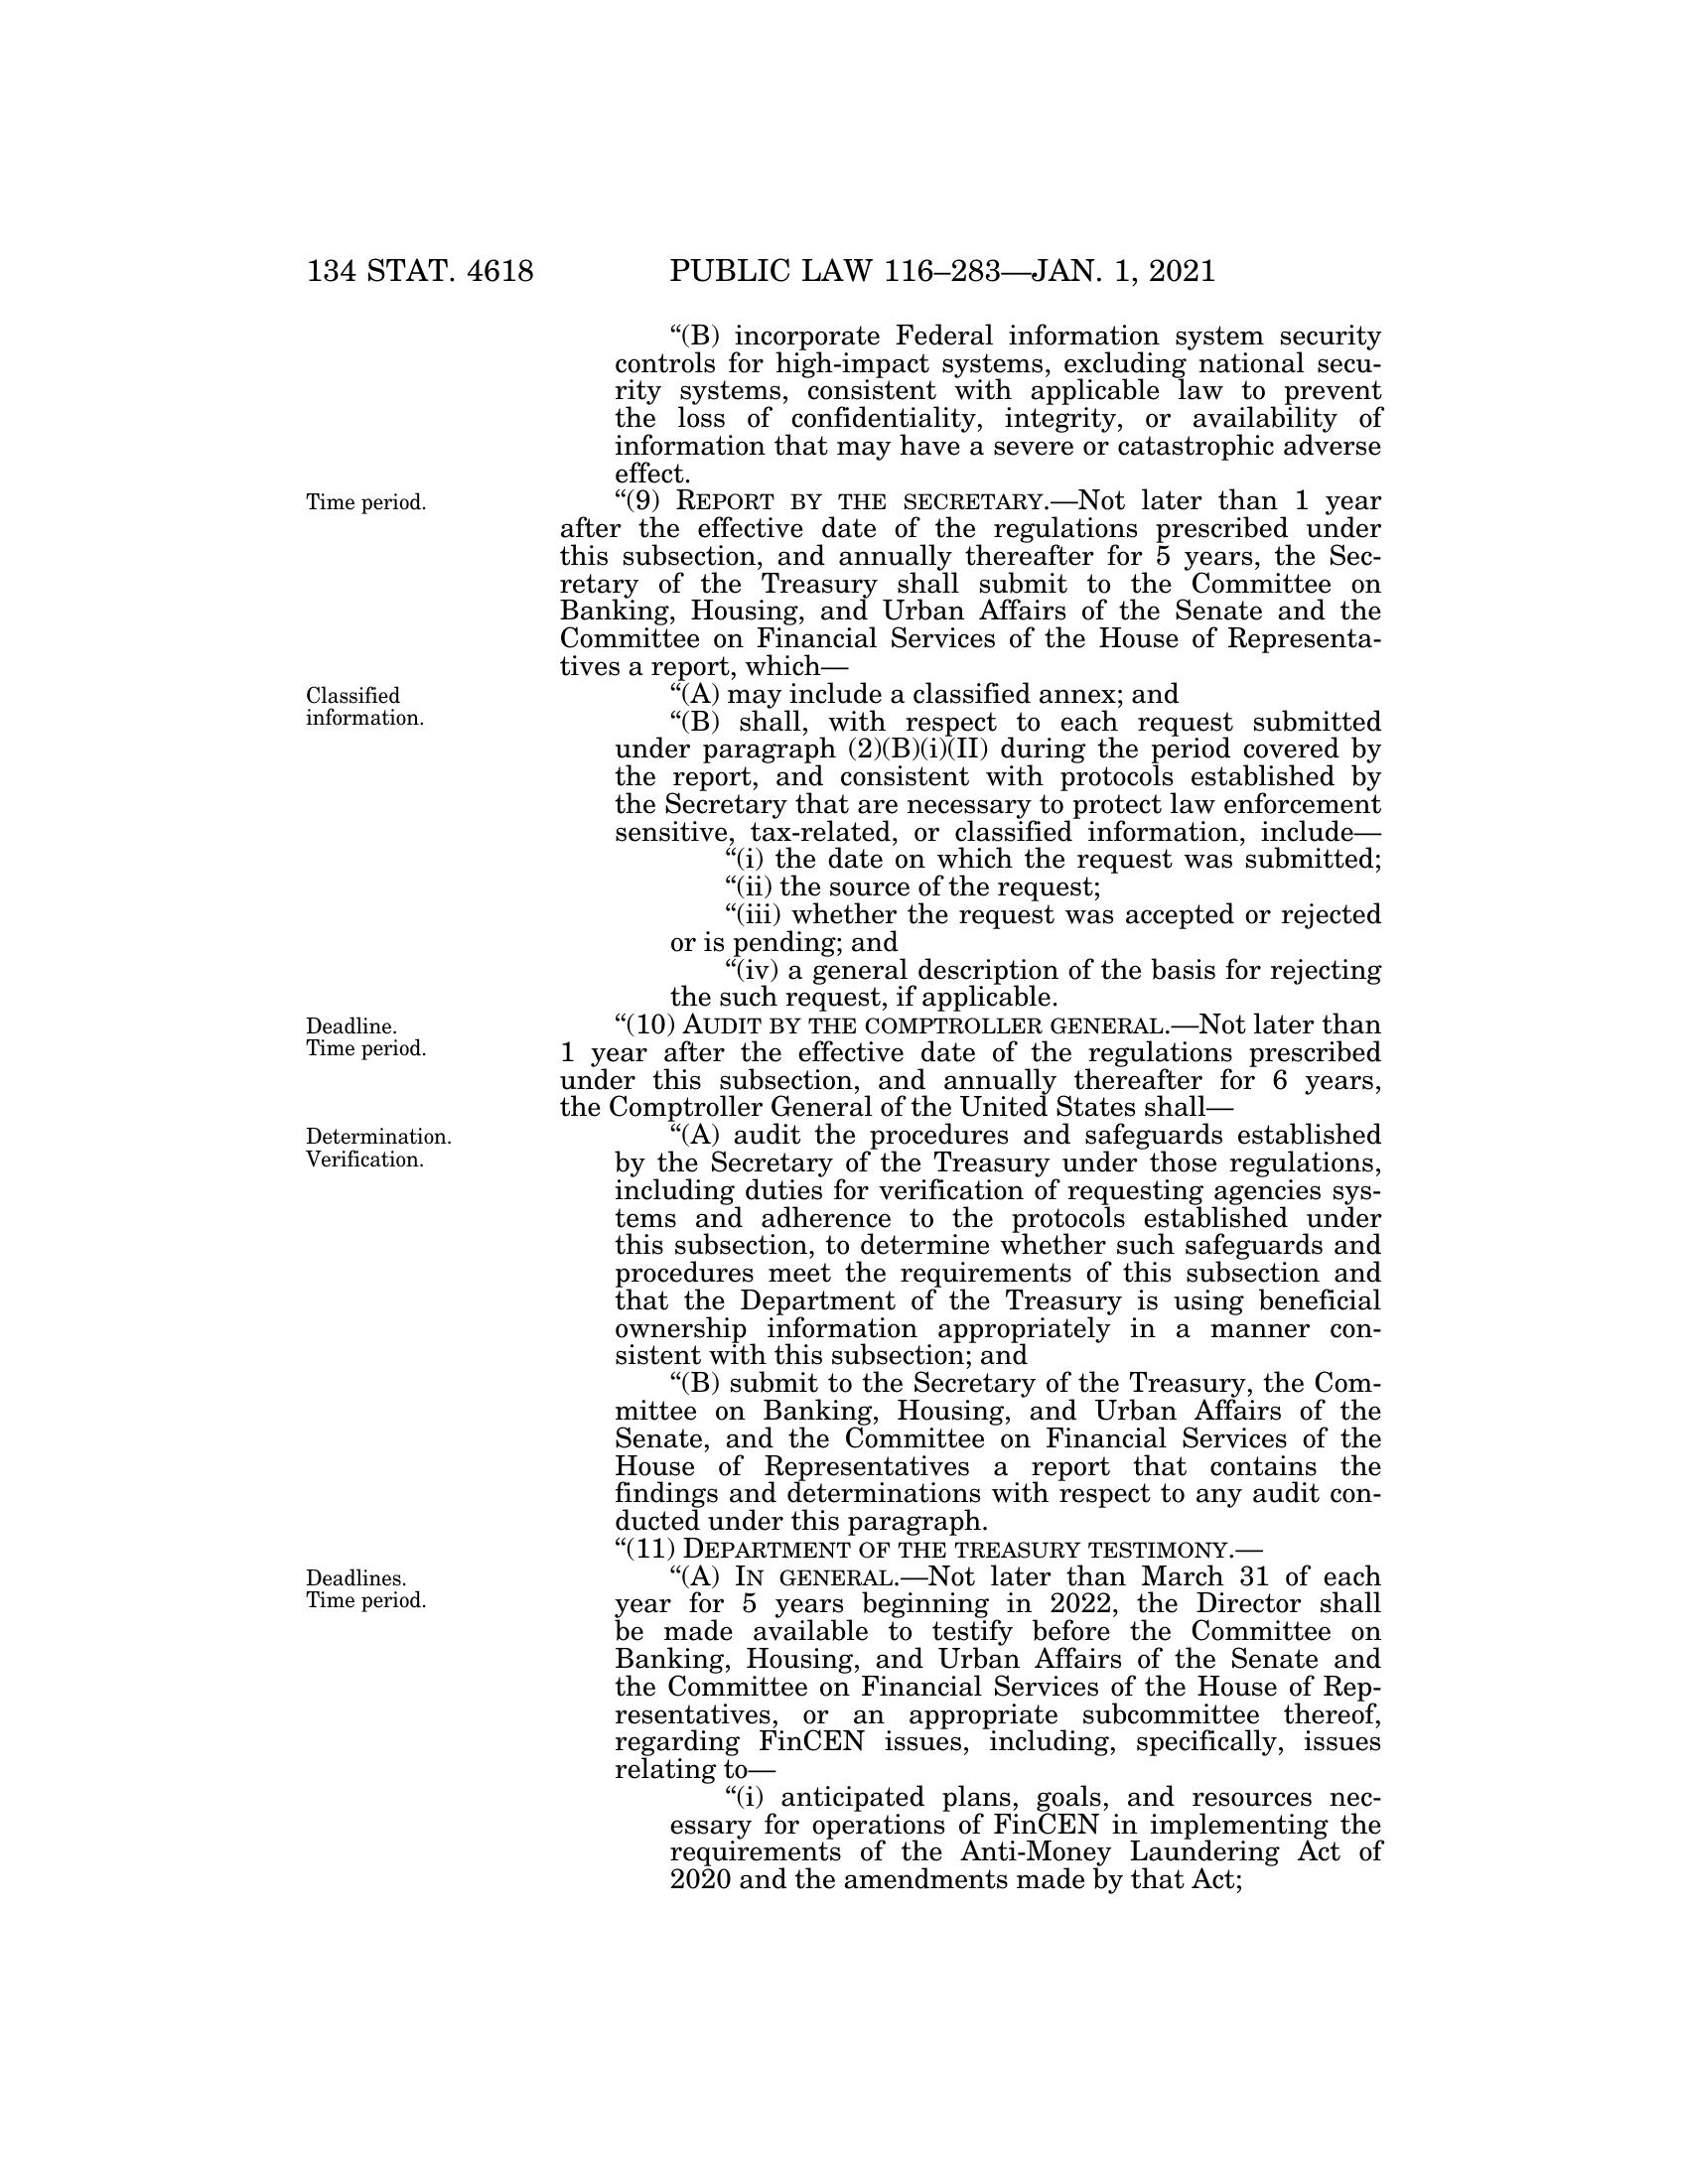 134 STAT. 4618
PUBLIC LAW 116–283—JAN. 1, 2021
“(B) incorporate Federal information system security
controls for high-impact systems, excluding national secu-
rity systems, consistent with applicable law to prevent
the loss of confidentiality, integrity, or availability of
information that may have a severe or catastrophic adverse
effect.
Time period.
“(9) REPORT BY THE SECRETARY.—Not later than 1 year
after the effective date of the regulations prescribed under
this subsection, and annually thereafter for 5 years, the Sec-
retary of the Treasury shall submit to the Committee on
Banking, Housing, and Urban Affairs of the Senate and the
Committee on Financial Services of the House of Representa-
tives a report, which—
Classified
information.
“(A) may include a classified annex; and
“(B) shall, with respect to each request submitted
under paragraph (2)(B)(i)(II) during the period covered by
the report, and consistent with protocols established by
the Secretary that are necessary to protect law enforcement
sensitive, tax-related, or classified information, include—
“(i) the date on which the request was submitted;
“(ii) the source of the request;
“(iii) whether the request was accepted or rejected
or is pending; and
“(iv) a general description of the basis for rejecting
the such request, if applicable.
Deadline.
Time period.
“(10) AUDIT BY THE COMPTROLLER GENERAL.—Not later than
1 year after the effective date of the regulations prescribed
under this subsection, and annually thereafter for 6 years,
the Comptroller General of the United States shall—
Determination.
Verification.
“(A) audit the procedures and safeguards established
by the Secretary of the Treasury under those regulations,
including duties for verification of requesting agencies sys-
tems and adherence to the protocols established under
this subsection, to determine whether such safeguards and
procedures meet the requirements of this subsection and
that the Department of the Treasury is using beneficial
ownership information appropriately in a manner con-
sistent with this subsection; and
“(B) submit to the Secretary of the Treasury, the Com-
mittee on Banking, Housing, and Urban Affairs of the
Senate, and the Committee on Financial Services of the
House of Representatives a report that contains the
findings and determinations with respect to any audit con-
ducted under this paragraph.
“(11) DEPARTMENT OF THE TREASURY TESTIMONY.—
Deadlines.
Time period.
“(A) IN GENERAL.—Not later than March 31 of each
year for 5 years beginning in 2022, the Director shall
be made available to testify before the Committee on
Banking, Housing, and Urban Affairs of the Senate and
the Committee on Financial Services of the House of Rep-
resentatives, or an appropriate subcommittee thereof,
regarding FinCEN issues, including, specifically, issues
relating to—
“(i) anticipated plans, goals, and resources nec-
essary for operations of FinCEN in implementing the
requirements of the Anti-Money Laundering Act of
2020 and the amendments made by that Act;